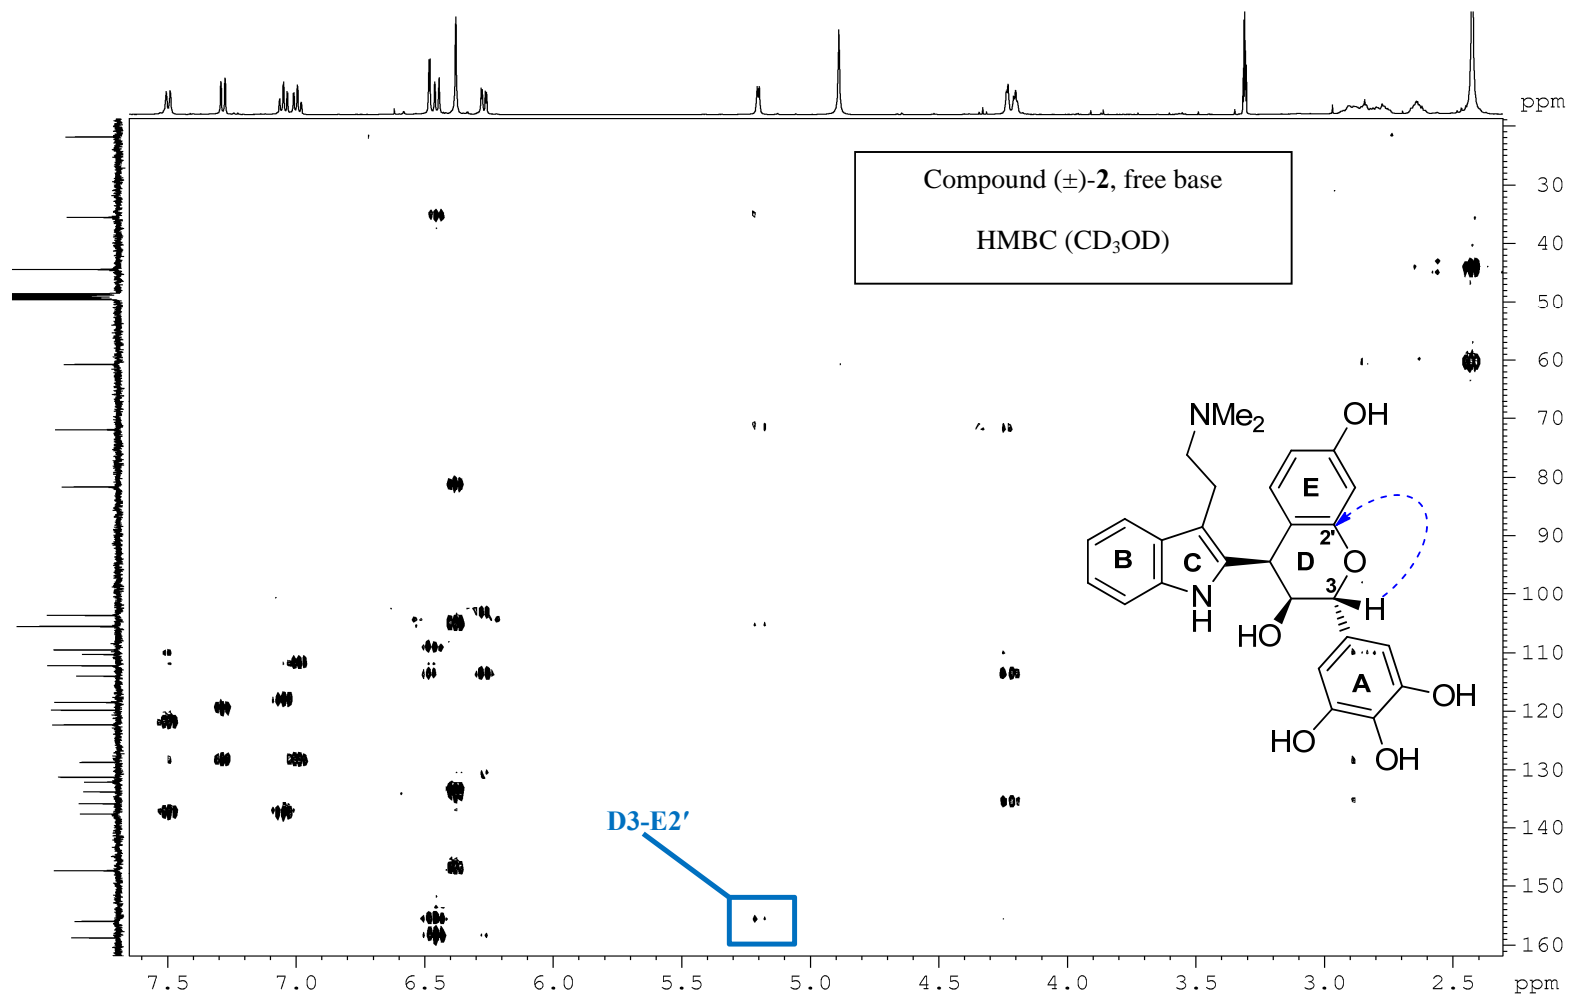 ppm
Compound (±)-2, free base
HMBC (CD₃OD)
30
40
50
60
70
80
90
100
110
120
130
140
150
160
NMe₂
OH
E
2'
B
C
D
O
3
N
H
H
HO
A
OH
HO
OH
D3-E2′
7.5 7.0 6.5 6.0 5.5 5.0 4.5 4.0 3.5 3.0 2.5 ppm